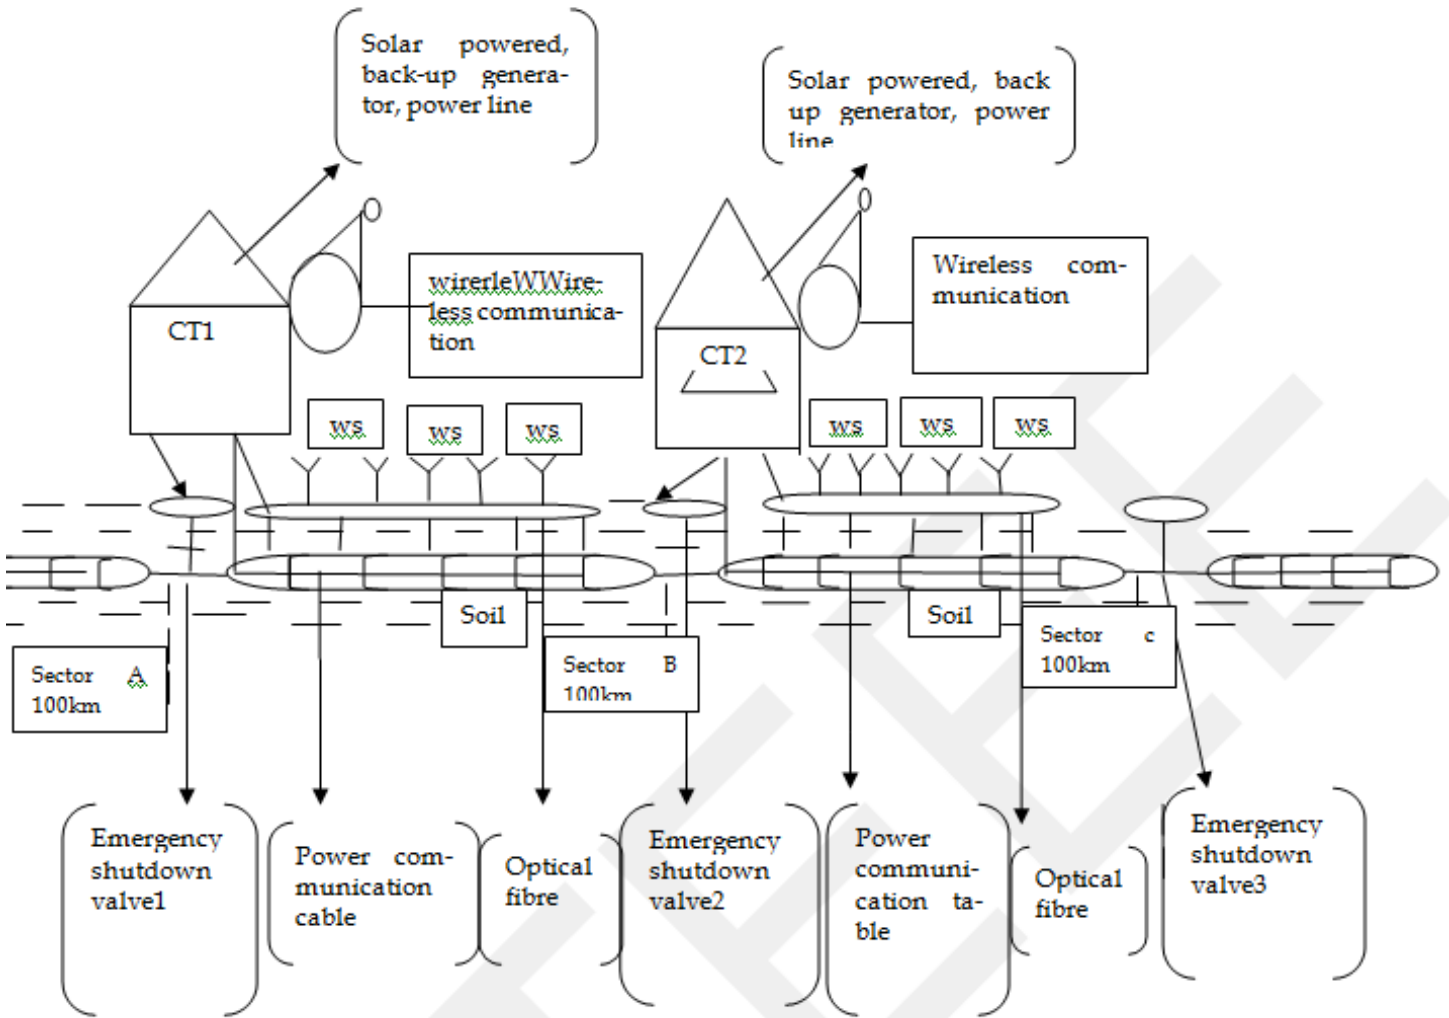 Solar powered,
back-up genera-
tor, power line
Solar powered, back
up generator, power
line
wirerleWWire-
less communica-
tion
Wireless com-
munication
CT1
CT2
ws
ws
ws
ws
ws
ws
Soil
Soil
Sector A
100km
Sector B
100km
Sector c
100km
Emergency
shutdown
valve1
Power com-
munication
cable
Optical
fibre
Emergency
shutdown
valve2
Power
communi-
cation ta-
ble
Optical
fibre
Emergency
shutdown
valve3